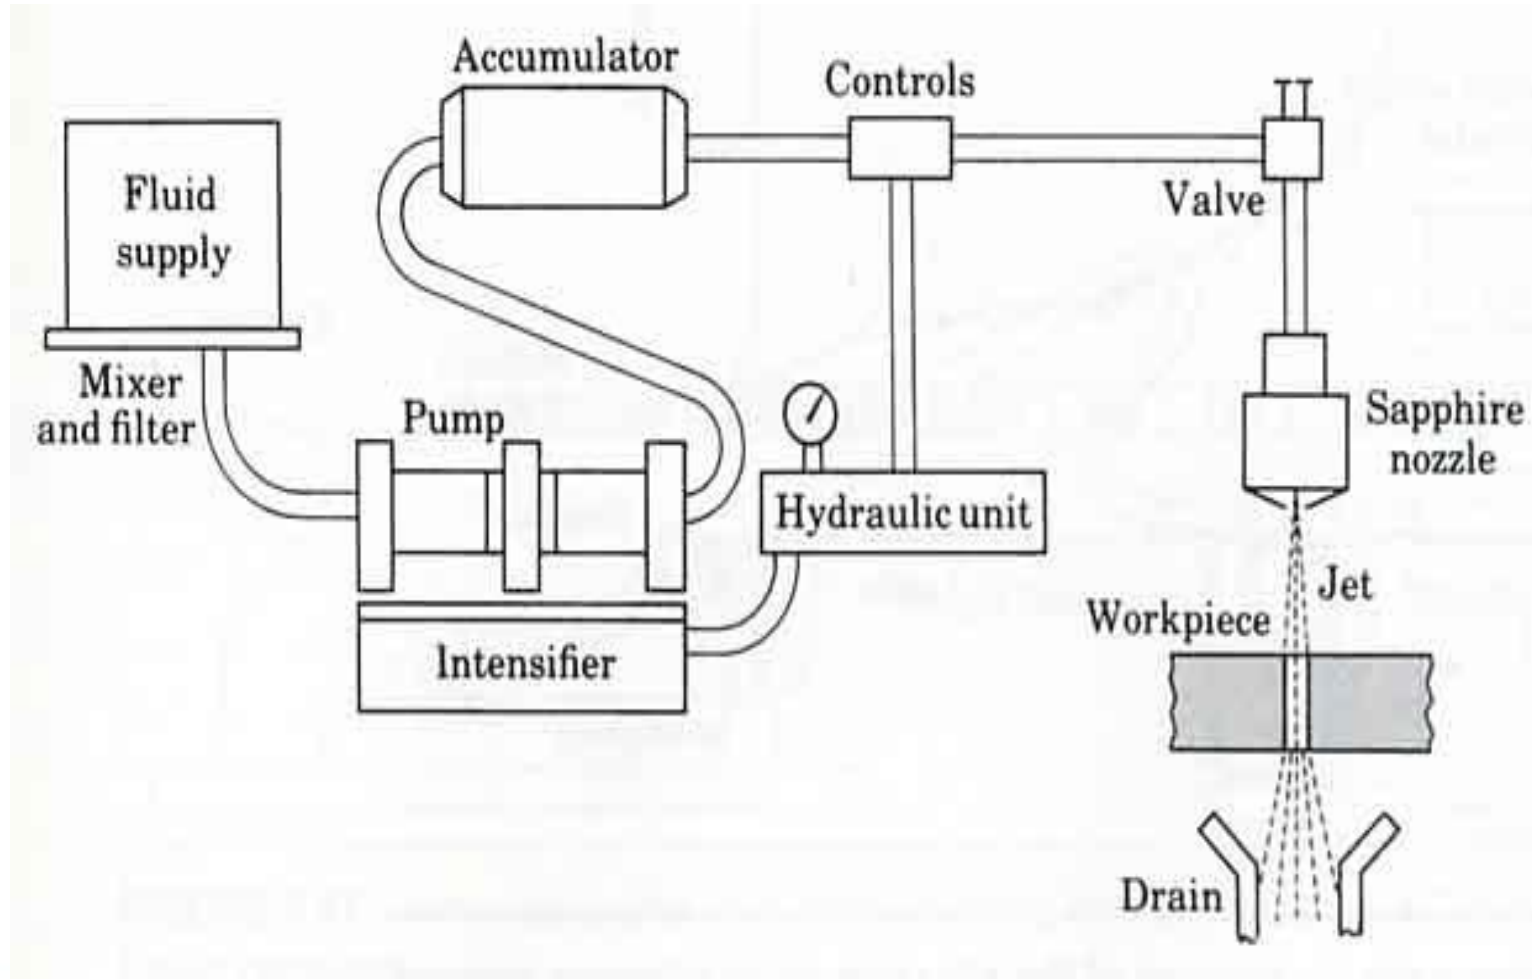 Accumulator
Controls
Fluid
supply
Valve
Mixer
and filter
Pump
Sapphire
nozzle
Hydraulic unit
Jet
Workpiece
Intensifier
Drain